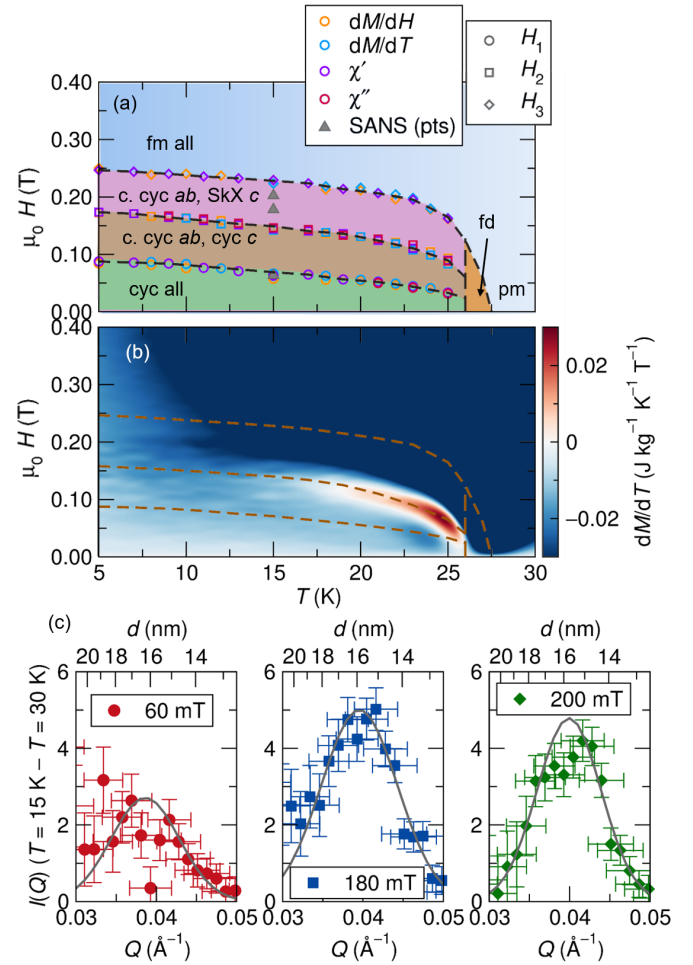 dM/dH
dM/dT
χ′
χ″
SANS (pts)
H1
H2
H3
(a)
0.40
0.30
0.20
0.10
0.00
μ0 H (T)
fm all
c. cyc ab, SkX c
c. cyc ab, cyc c
cyc all
fd
pm
(b)
0.40
0.30
0.20
0.10
0.00
μ0 H (T)
5 10 15 20 25 30
T (K)
0.02
0
−0.02
dM/dT (J kg−1 K−1 T−1)
(c)
d (nm)
20 18 16 14
6
4
2
0
I(Q) (T = 15 K − T = 30 K)
60 mT
0.03 0.04 0.05
Q (Å−1)
d (nm)
20 18 16 14
6
4
2
0
180 mT
0.03 0.04 0.05
Q (Å−1)
d (nm)
20 18 16 14
6
4
2
0
200 mT
0.03 0.04 0.05
Q (Å−1)